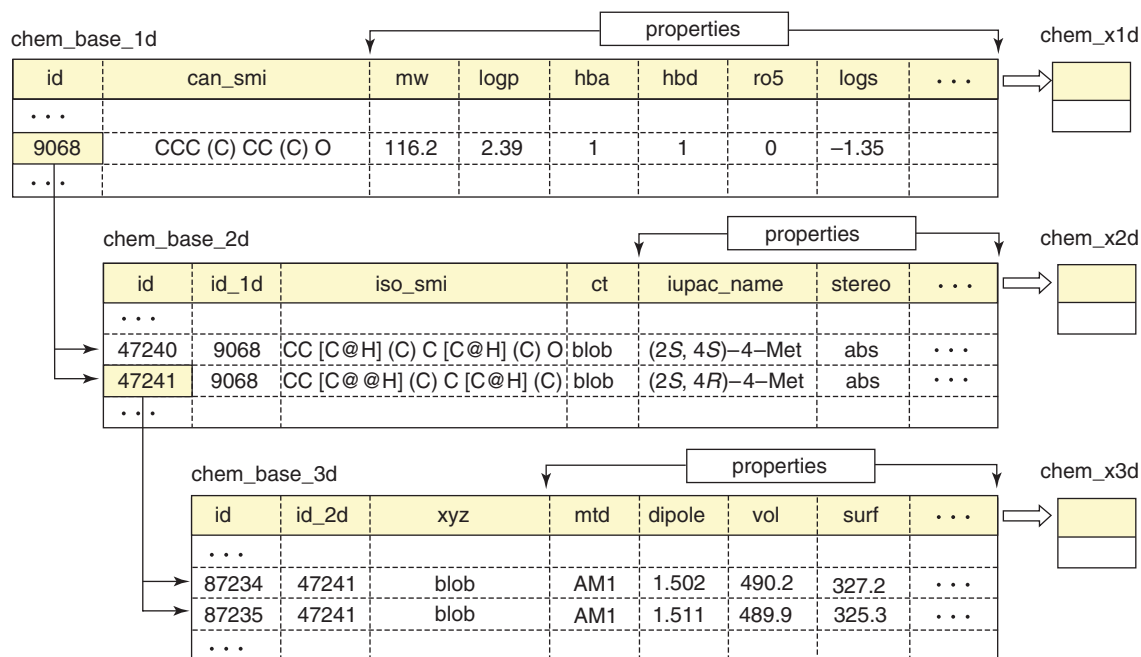 properties
chem_base_1d chem_x1d
id can_smi mw logp hba hbd ro5 logs ...
...
9068 CCC (C) CC (C) O 116.2 2.39 1 1 0 –1.35
...
properties
chem_base_2d chem_x2d
id id_1d iso_smi ct iupac_name stereo ...
...
47240 9068 CC [C@H] (C) C [C@H] (C) O blob (2S, 4S)–4–Met abs ...
47241 9068 CC [C@@H] (C) C [C@H] (C) blob (2S, 4R)–4–Met abs ...
...
properties
chem_base_3d chem_x3d
id id_2d xyz mtd dipole vol surf ...
...
87234 47241 blob AM1 1.502 490.2 327.2 ...
87235 47241 blob AM1 1.511 489.9 325.3 ...
...